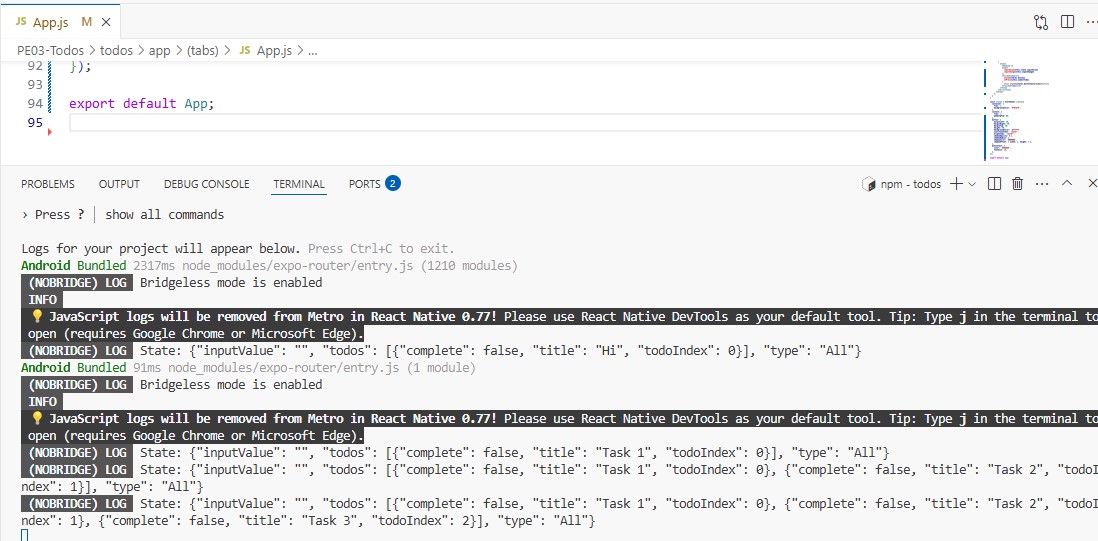 JS App.js M
PE03-Todos > todos > app > (tabs) > JS App.js > ...
92 });
93
94 export default App;
95
PROBLEMS OUTPUT DEBUG CONSOLE TERMINAL PORTS 2 npm - todos
› Press ? │ show all commands
Logs for your project will appear below. Press Ctrl+C to exit.
Android Bundled 2317ms node_modules/expo-router/entry.js (1210 modules)
(NOBRIDGE) LOG Bridgeless mode is enabled
INFO
💡 JavaScript logs will be removed from Metro in React Native 0.77! Please use React Native DevTools as your default tool. Tip: Type j in the terminal to
open (requires Google Chrome or Microsoft Edge).
(NOBRIDGE) LOG State: {"inputValue": "", "todos": [{"complete": false, "title": "Hi", "todoIndex": 0}], "type": "All"}
Android Bundled 91ms node_modules/expo-router/entry.js (1 module)
(NOBRIDGE) LOG Bridgeless mode is enabled
INFO
💡 JavaScript logs will be removed from Metro in React Native 0.77! Please use React Native DevTools as your default tool. Tip: Type j in the terminal to
open (requires Google Chrome or Microsoft Edge).
(NOBRIDGE) LOG State: {"inputValue": "", "todos": [{"complete": false, "title": "Task 1", "todoIndex": 0}], "type": "All"}
(NOBRIDGE) LOG State: {"inputValue": "", "todos": [{"complete": false, "title": "Task 1", "todoIndex": 0}, {"complete": false, "title": "Task 2", "todoI
ndex": 1}], "type": "All"}
(NOBRIDGE) LOG State: {"inputValue": "", "todos": [{"complete": false, "title": "Task 1", "todoIndex": 0}, {"complete": false, "title": "Task 2", "todoI
ndex": 1}, {"complete": false, "title": "Task 3", "todoIndex": 2}], "type": "All"}